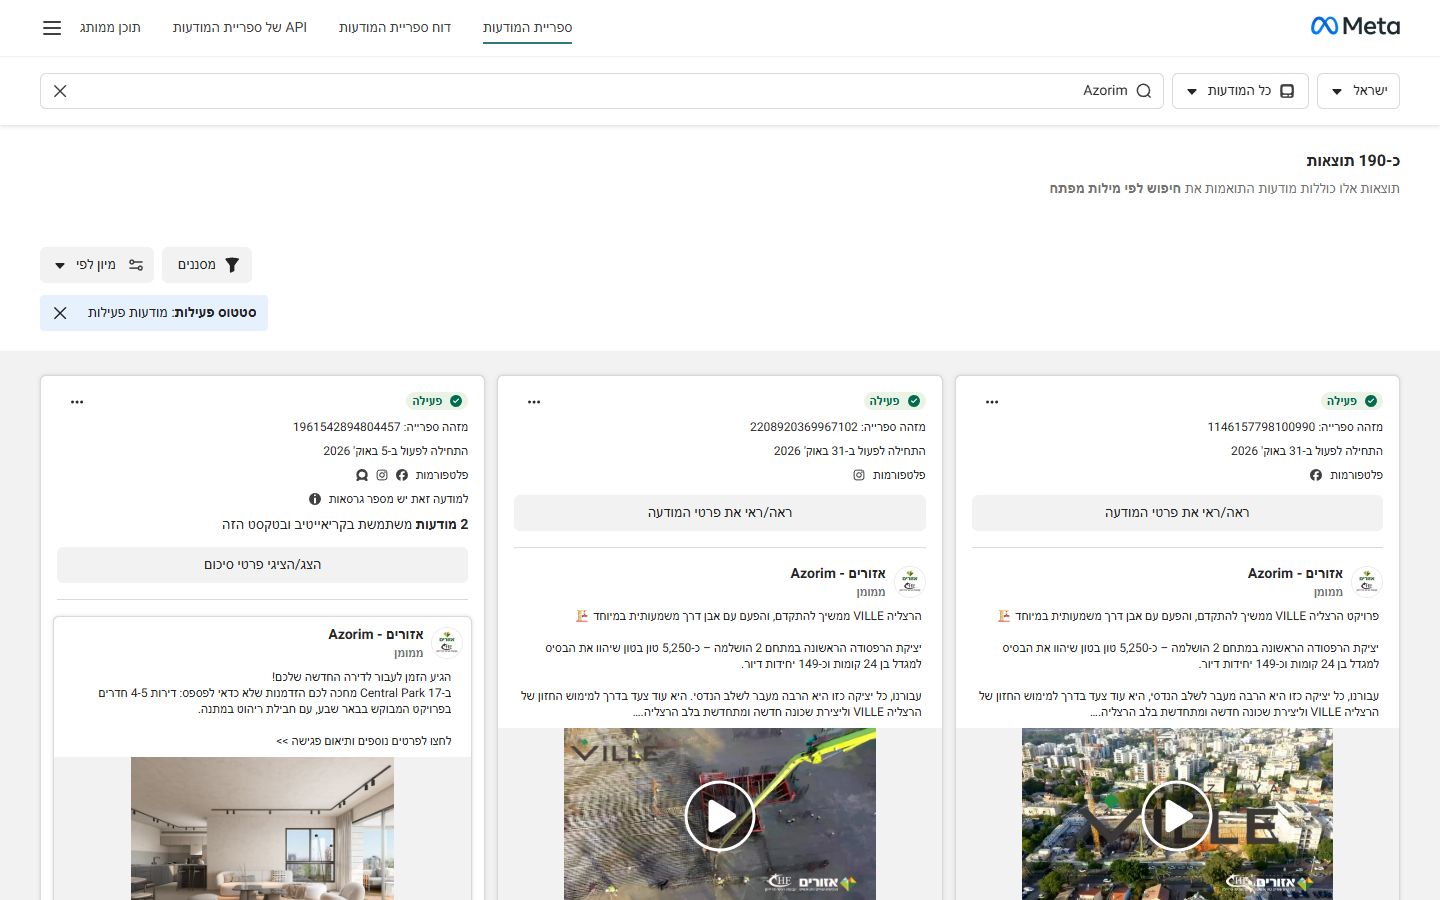 Meta
ספריית המודעות
דוח ספריית המודעות
API של ספריית המודעות
תוכן ממותג
ישראל
כל המודעות
Azorim
כ-190 תוצאות
תוצאות אלו כוללות מודעות התואמות את חיפוש לפי מילות מפתח
מסננים
מיון לפי
סטטוס פעילות: מודעות פעילות
פעילה
מזהה ספרייה: 1146157798100990
התחילה לפעול ב-31 באוק' 2026
פלטפורמות
ראה/ראי את פרטי המודעה
אזורים - Azorim
ממומן
פרויקט הרצליה VILLE ממשיך להתקדם, והפעם עם אבן דרך משמעותית במיוחד 🏗️
יציקת הרפסודה הראשונה במתחם 2 הושלמה – כ-5,250 טון בטון שיהוו את הבסיס
למגדל בן 24 קומות וכ-149 יחידות דיור.
עבורנו, כל יציקה כזו היא הרבה מעבר לשלב הנדסי, היא עוד צעד בדרך למימוש החזון של
הרצליה VILLE וליצירת שכונה חדשה ומתחדשת בלב הרצליה....
VILLE
אזורים
פעילה
מזהה ספרייה: 2208920369967102
התחילה לפעול ב-31 באוק' 2026
פלטפורמות
ראה/ראי את פרטי המודעה
אזורים - Azorim
ממומן
הרצליה VILLE ממשיך להתקדם, והפעם עם אבן דרך משמעותית במיוחד 🏗️
יציקת הרפסודה הראשונה במתחם 2 הושלמה – כ-5,250 טון בטון שיהוו את הבסיס
למגדל בן 24 קומות וכ-149 יחידות דיור.
עבורנו, כל יציקה כזו היא הרבה מעבר לשלב הנדסי. היא עוד צעד בדרך למימוש החזון של
הרצליה VILLE וליצירת שכונה חדשה ומתחדשת בלב הרצליה....
VILLE
אזורים
פעילה
מזהה ספרייה: 1961542894804457
התחילה לפעול ב-5 באוק' 2026
פלטפורמות
למודעה זאת יש מספר גרסאות
2 מודעות משתמשת בקריאייטיב ובטקסט הזה
הצג/הציגי פרטי סיכום
אזורים - Azorim
ממומן
הגיע הזמן לעבור לדירה החדשה שלכם!
ב-Central Park 17 מחכה לכם הזדמנות שלא כדאי לפספס: דירות 4-5 חדרים
בפרויקט המבוקש בבאר שבע, עם חבילת ריהוט במתנה.
לחצו לפרטים נוספים ותיאום פגישה >>